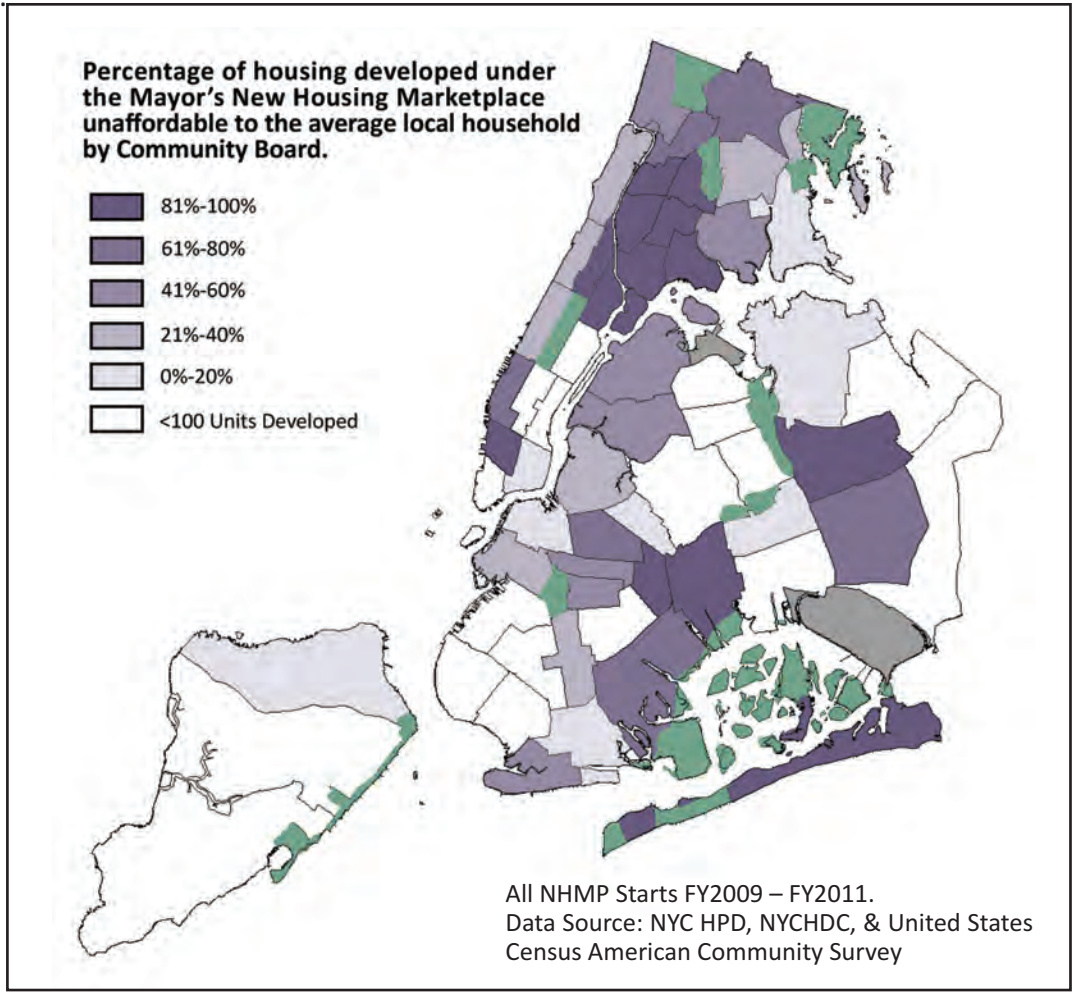 Percentage of housing developed under
the Mayor's New Housing Marketplace
unaffordable to the average local household
by Community Board.
81%-100%
61%-80%
41%-60%
21%-40%
0%-20%
<100 Units Developed
All NHMP Starts FY2009 – FY2011.
Data Source: NYC HPD, NYCHDC, & United States
Census American Community Survey